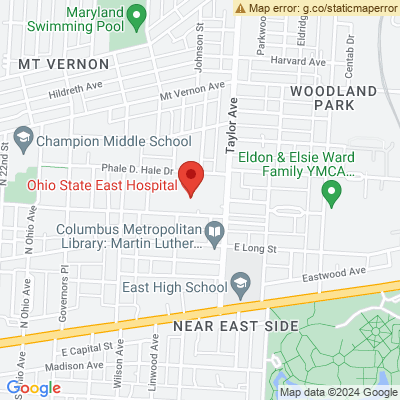 Map error: g.co/staticmaperror
Maryland
Swimming Pool
Johnson St
Parkwood
Eldridge
Centab Dr
MT VERNON
Harvard Ave
Hildreth Ave
Mt Vernon Ave
WOODLAND
PARK
Taylor Ave
N 22nd St
Champion Middle School
Eldon & Elsie Ward
Family YMCA...
Phale D. Hale Dr
Ohio State East Hospital
N Ohio Ave
Columbus Metropolitan
Library: Martin Luther...
E Long St
Governors Pl
Eastwood Ave
East High School
NEAR EAST SIDE
E Capital St
Madison Ave
Wilson Ave
Linwood Ave
S Ohio Ave
Google
Map data ©2024 Google